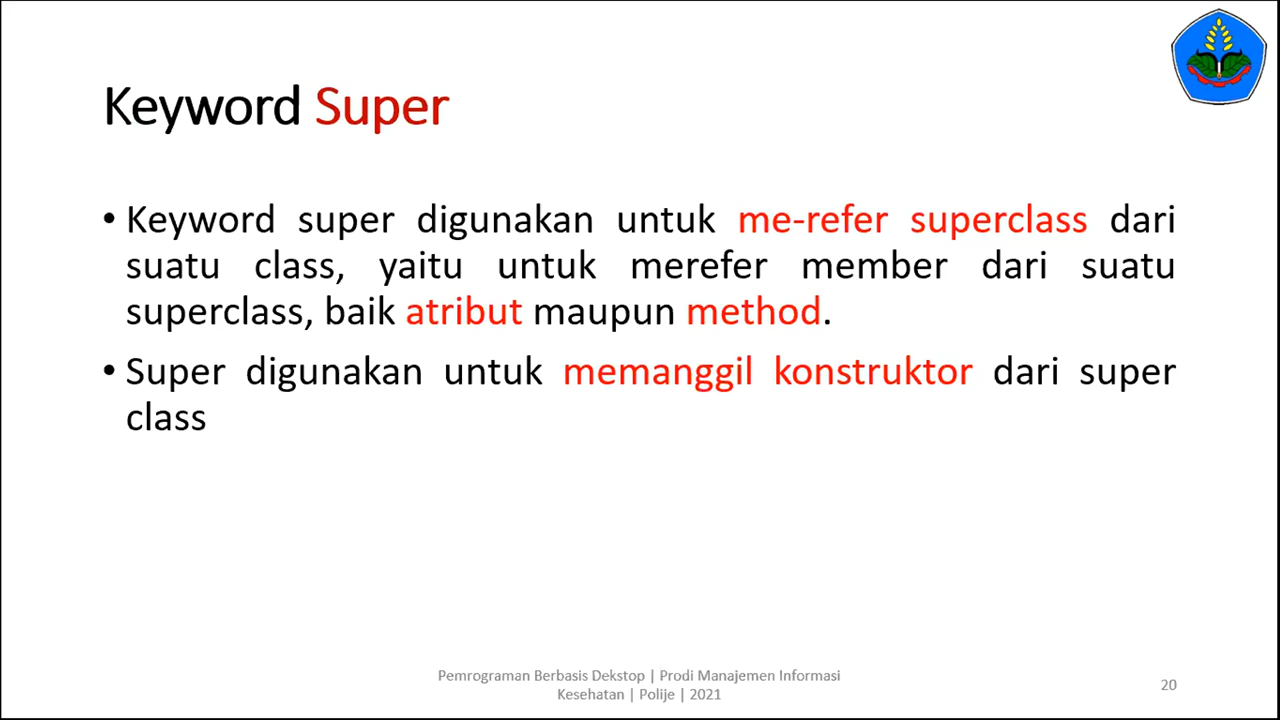 Keyword Super
• Keyword super digunakan untuk me-refer superclass dari
suatu class, yaitu untuk merefer member dari suatu
superclass, baik atribut maupun method.
• Super digunakan untuk memanggil konstruktor dari super
class
Pemrograman Berbasis Dekstop | Prodi Manajemen Informasi
Kesehatan | Polije | 2021
20